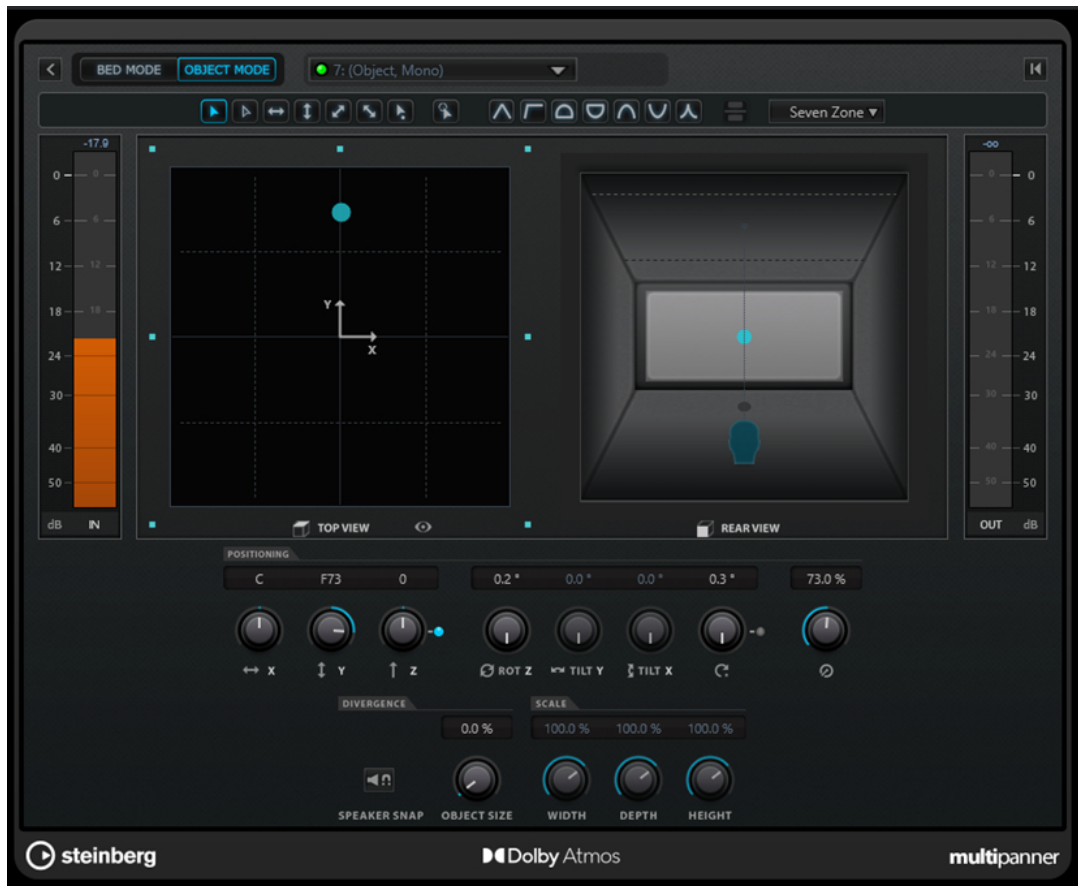 BED MODE OBJECT MODE 7: (Object, Mono)
Seven Zone
-17.9 -∞
0 0 0 0
6 6 6 6
12 12 12 12
18 18 18 18
24 24 24
30 30 30
40 40 40
50 50 50
Y
X
dB IN TOP VIEW REAR VIEW OUT dB
POSITIONING
C F73 0 0.2 ° 0.0 ° 0.0 ° 0.3 ° 73.0 %
X Y Z ROT Z TILT Y TILT X
DIVERGENCE SCALE
0.0 % 100.0 % 100.0 % 100.0 %
SPEAKER SNAP OBJECT SIZE WIDTH DEPTH HEIGHT
steinberg Dolby Atmos multipanner